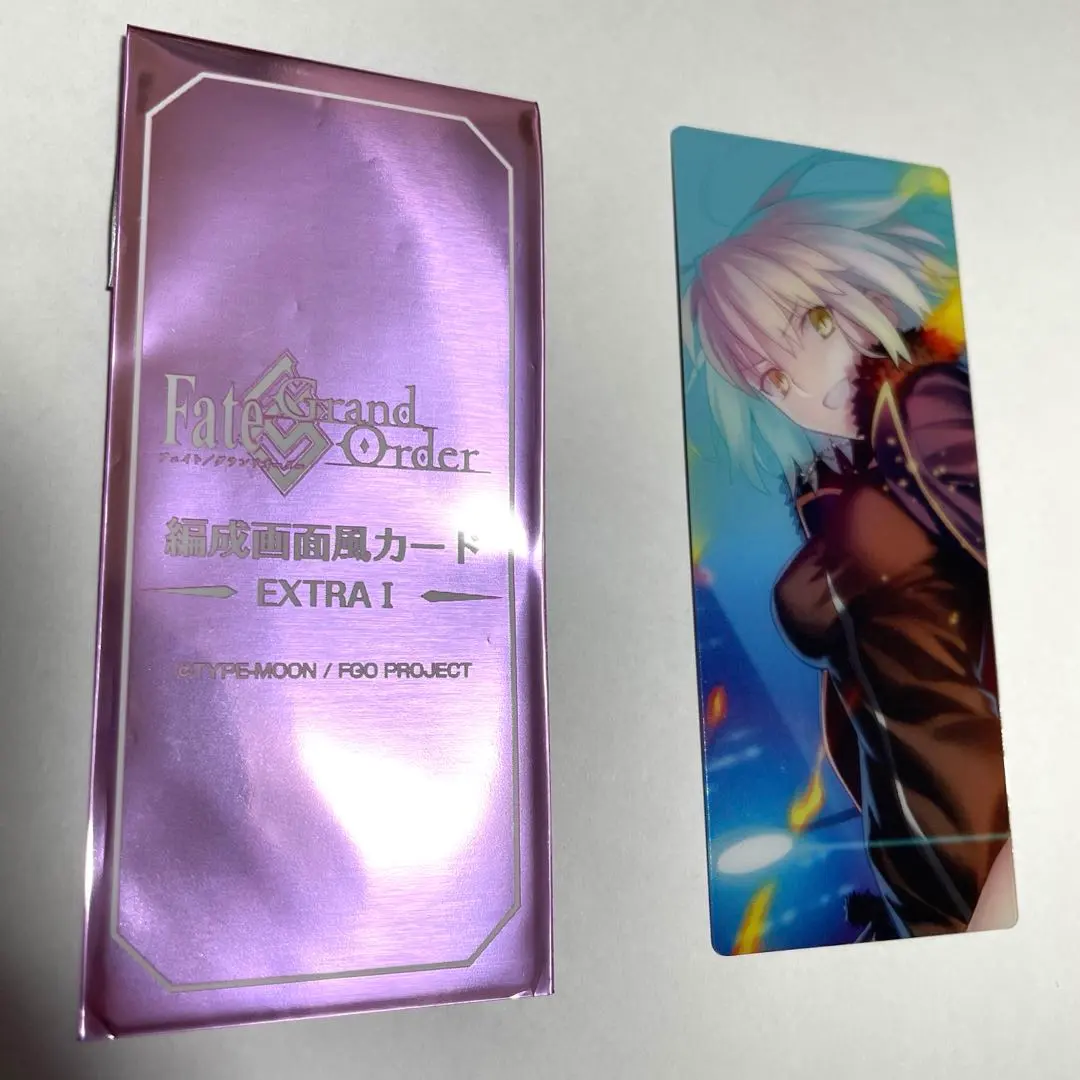 Fate/Grand Order
フェイト/グランドオーダー
編成画面風カード
EXTRA I
©TYPE-MOON / FGO PROJECT